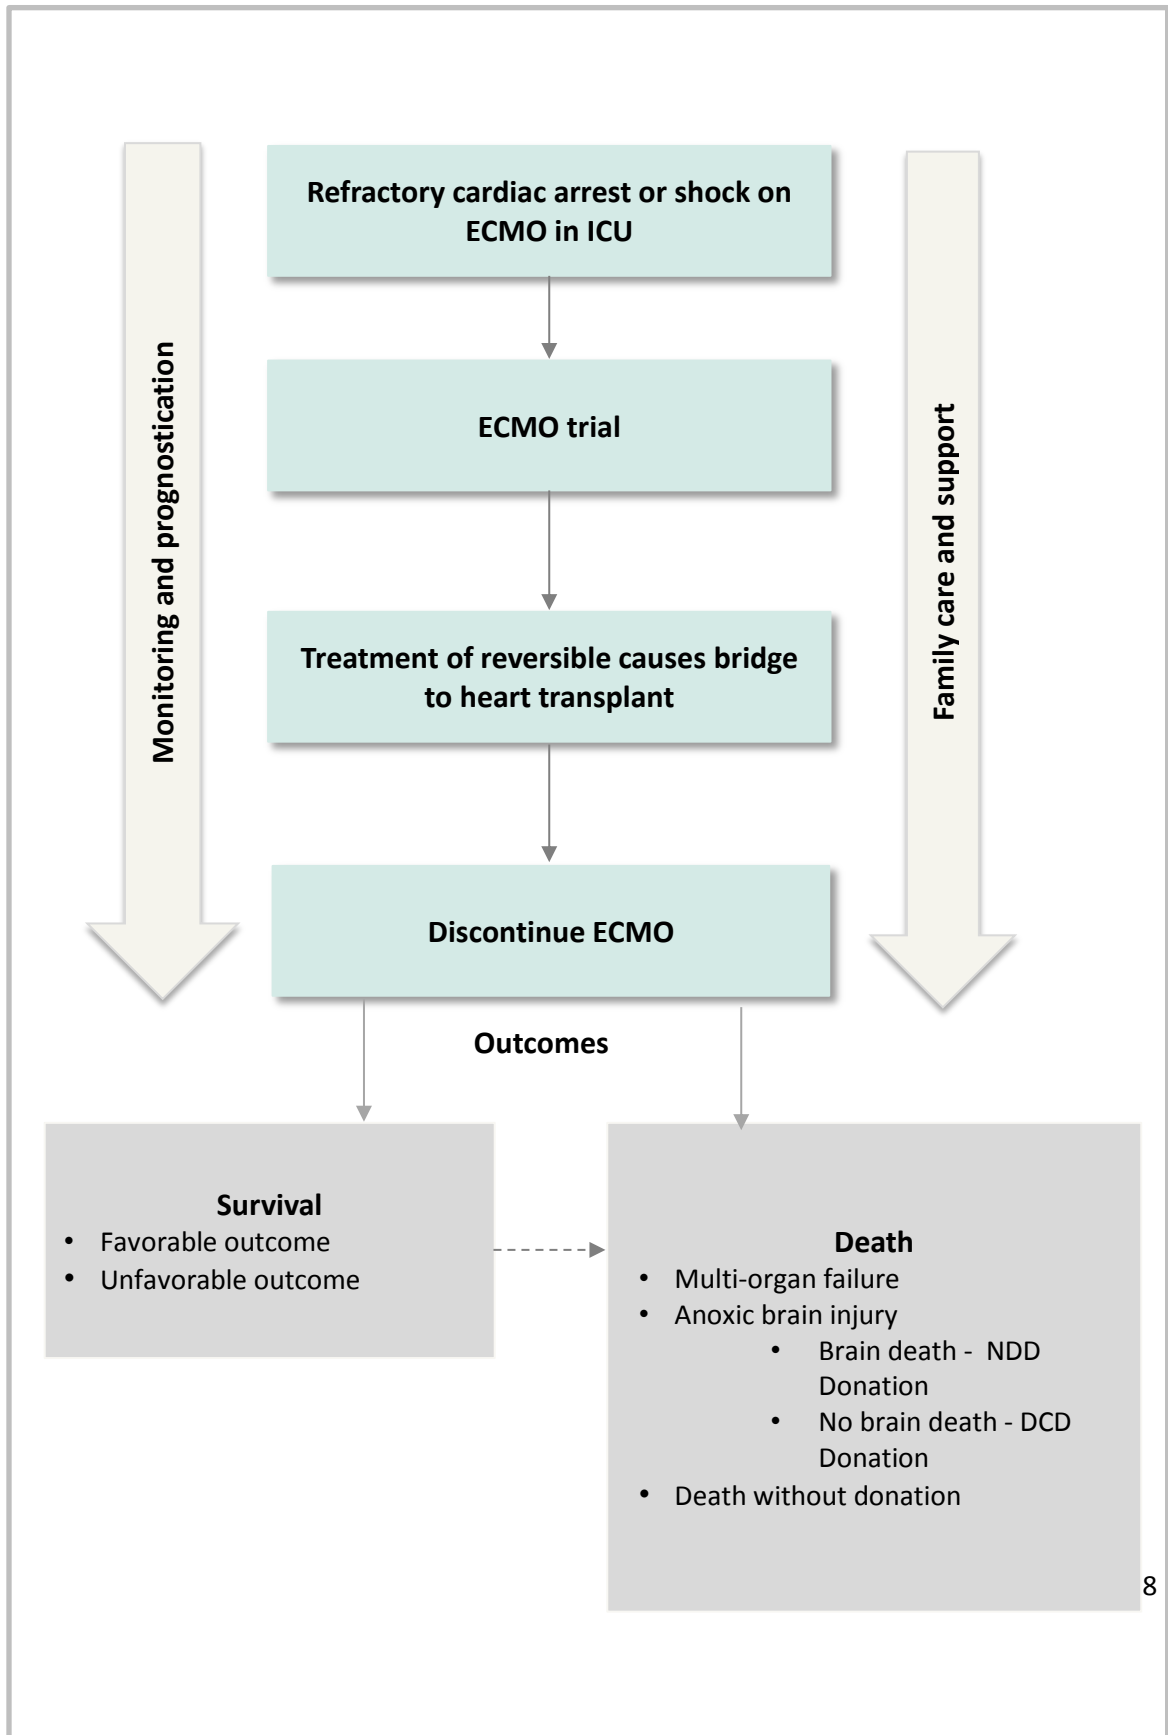 Refractory cardiac arrest or shock on
ECMO in ICU
Monitoring and prognostication
Family care and support
ECMO trial
Treatment of reversible causes bridge
to heart transplant
Discontinue ECMO
Outcomes
Survival
• Favorable outcome
• Unfavorable outcome
Death
• Multi-organ failure
• Anoxic brain injury
• Brain death - NDD
Donation
• No brain death - DCD
Donation
• Death without donation
8